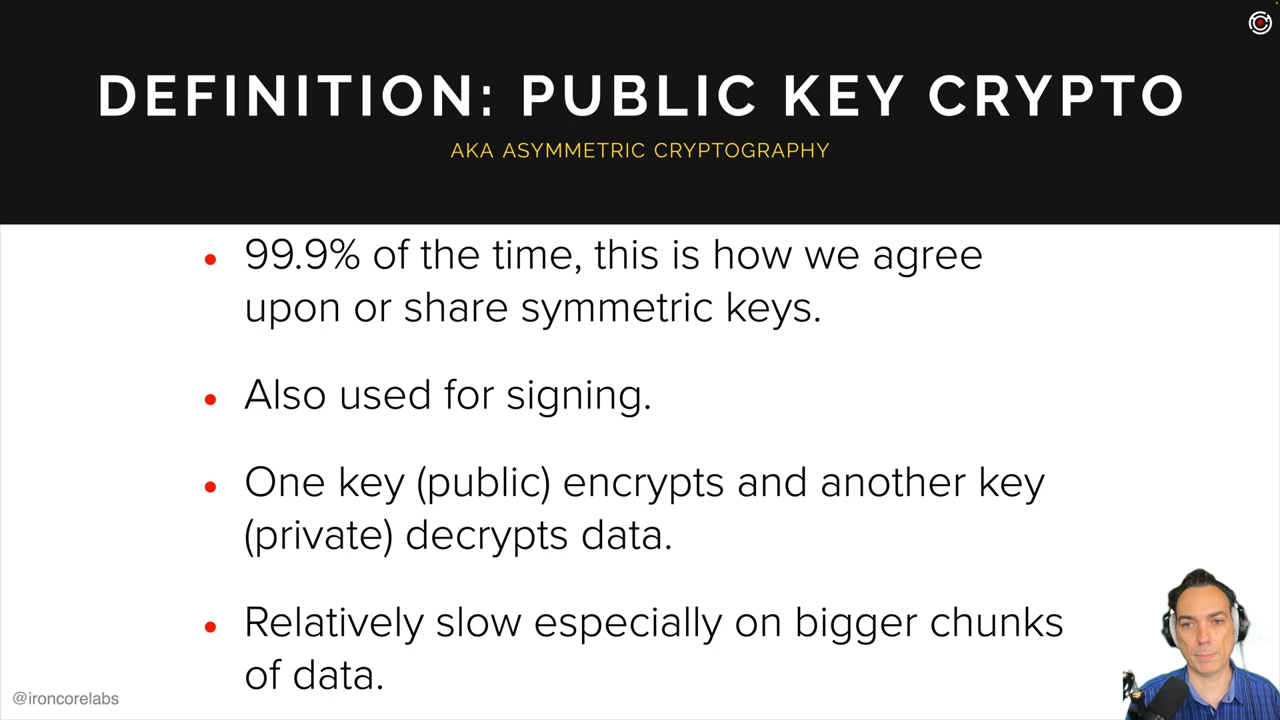 DEFINITION: PUBLIC KEY CRYPTO
AKA ASYMMETRIC CRYPTOGRAPHY
• 99.9% of the time, this is how we agree
upon or share symmetric keys.
• Also used for signing.
• One key (public) encrypts and another key
(private) decrypts data.
• Relatively slow especially on bigger chunks
of data.
@ironcorelabs